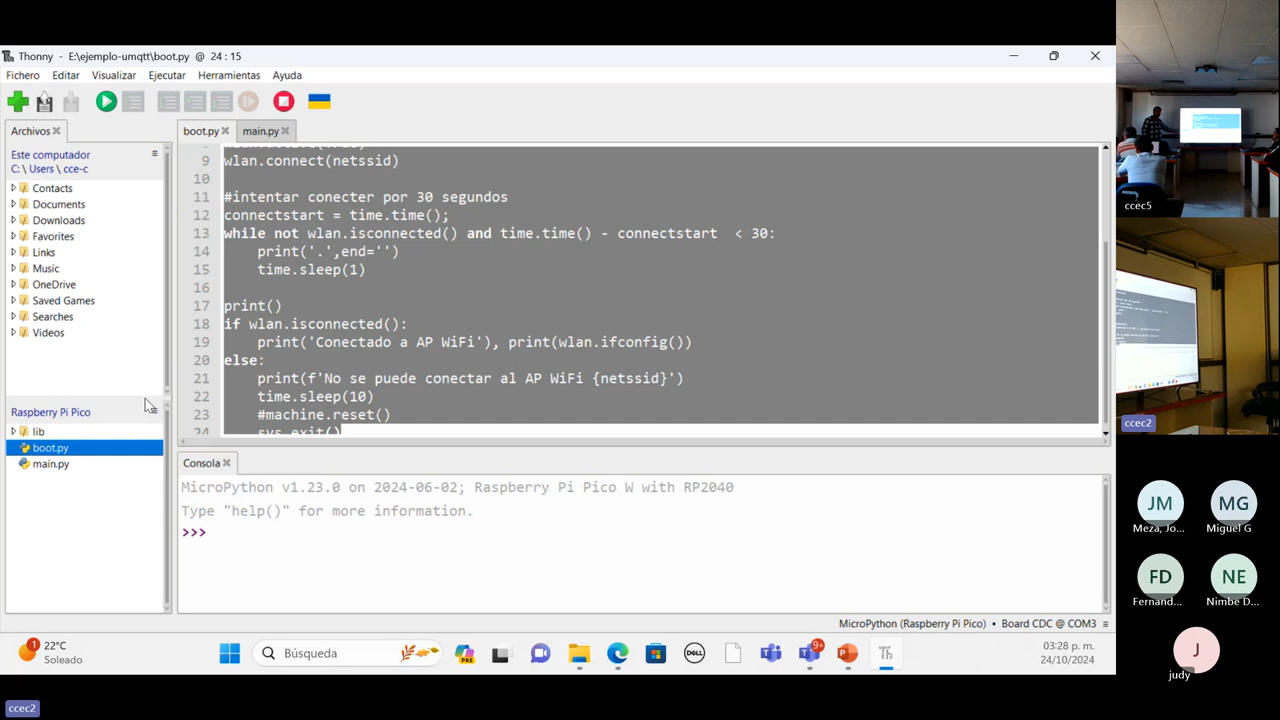 Thonny - E:\ejemplo-umqtt\boot.py @ 24 : 15
Fichero Editar Visualizar Ejecutar Herramientas Ayuda
Archivos
boot.py main.py
Este computador
C: \ Users \ cce-c
Contacts
Documents
Downloads
Favorites
Links
Music
OneDrive
Saved Games
Searches
Videos
Raspberry Pi Pico
lib
boot.py
main.py
9 wlan.connect(netssid)
10
11 #intentar conecter por 30 segundos
12 connectstart = time.time();
13 while not wlan.isconnected() and time.time() - connectstart < 30:
14 print('.',end='')
15 time.sleep(1)
16
17 print()
18 if wlan.isconnected():
19 print('Conectado a AP WiFi'), print(wlan.ifconfig())
20 else:
21 print(f'No se puede conectar al AP WiFi {netssid}')
22 time.sleep(10)
23 #machine.reset()
24 sys.exit()
Consola
MicroPython v1.23.0 on 2024-06-02; Raspberry Pi Pico W with RP2040
Type "help()" for more information.
>>>
MicroPython (Raspberry Pi Pico) • Board CDC @ COM3
1
22°C
Soleado
Búsqueda
PRE
DELL
9+
Th
03:28 p. m.
24/10/2024
ccec2
ccec5
ccec2
JM
Meza, Jo...
MG
Miguel G
FD
Fernand...
NE
Nimbe D...
J
judy